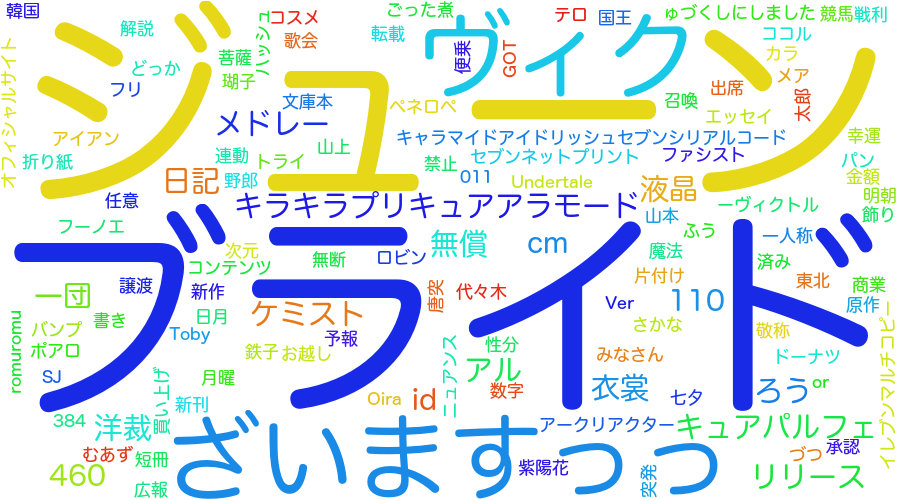 韓国
ジューン
ヴィク
ブライド
ざいますっっ
コスメ
ごった煮
テロ
国王
ゅづくしにしました
競馬
戦利
解説
歌会
転載
便乗
GOT
ココル
カラ
オフィシャルサイト
どっか
菩薩
ハッシュ
瑚子
フリ
文庫本
ペネロペ
召喚
出席
メア
太郎
エッセイ
アイアン
メドレー
山上
キャラマイドアイドリッシュセブンシリアルコード
幸運
折り紙
連動
トライ
禁止
セブンネットプリント
ファシスト
パン
金額
日記
野郎
011
Undertale
液晶
明朝
飾り
任意
キラキラプリキュアアラモード
山本
ーヴィクトル
フーノエ
次元
無償
cm
ふう
一人称
コンテンツ
無断
ロビン
魔法
済み
譲渡
新作
唐突
代々木
片付け
東北
商業
一団
原作
バンプ
書き
日月
ケミスト
Ver
110
Toby
予報
さかな
敬称
romuromu
ポアロ
鉄子
お越し
ニュアンス
性分
みなさん
ドーナツ
イレブンマルチコピー
SJ
月曜
アル
数字
衣裳
七夕
ろう
or
買い上げ
新刊
Oira
id
384
洋裁
アークリアクター
キュアパルフェ
むあず
短冊
づつ
承認
460
広報
紫陽花
突発
リリース